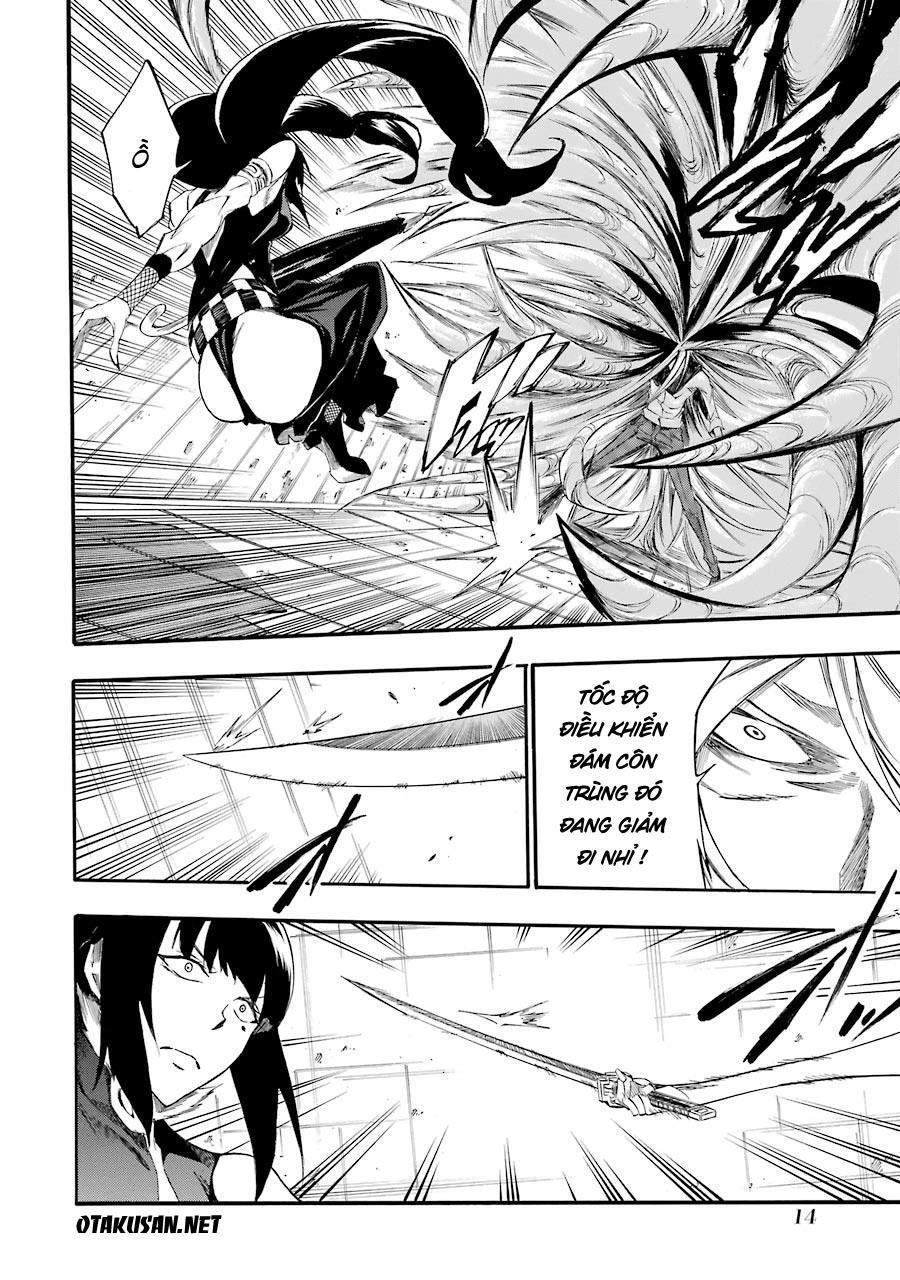 Ồ
TỐC ĐỘ
ĐIỀU KHIỂN
ĐÁM CÔN
TRÙNG ĐÓ
ĐANG GIẢM
ĐI NHỈ !
OTAKUSAN.NET
14